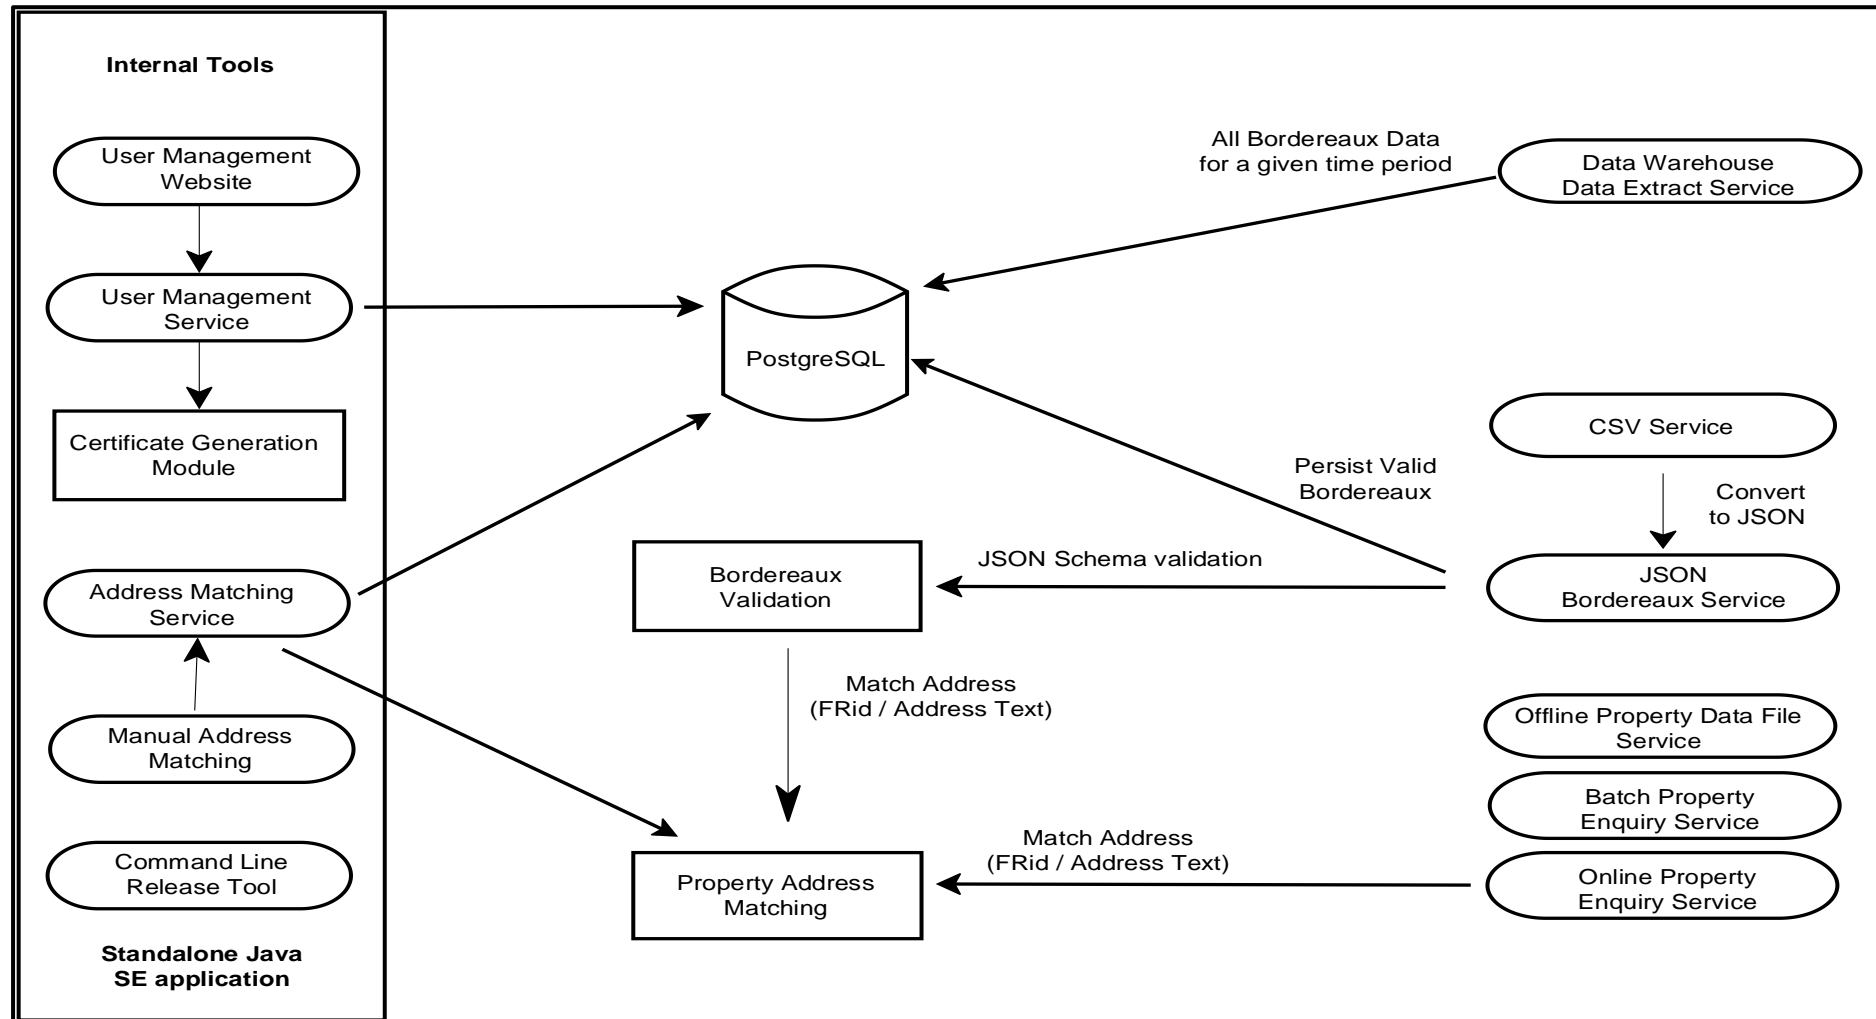 Internal Tools
User Management
Website
User Management
Service
Certificate Generation
Module
Address Matching
Service
Manual Address
Matching
Command Line
Release Tool
Standalone Java
SE application
PostgreSQL
Bordereaux
Validation
Match Address
(FRid / Address Text)
Property Address
Matching
All Bordereaux Data
for a given time period
Persist Valid
Bordereaux
JSON Schema validation
Match Address
(FRid / Address Text)
Data Warehouse
Data Extract Service
CSV Service
Convert
to JSON
JSON
Bordereaux Service
Offline Property Data File
Service
Batch Property
Enquiry Service
Online Property
Enquiry Service